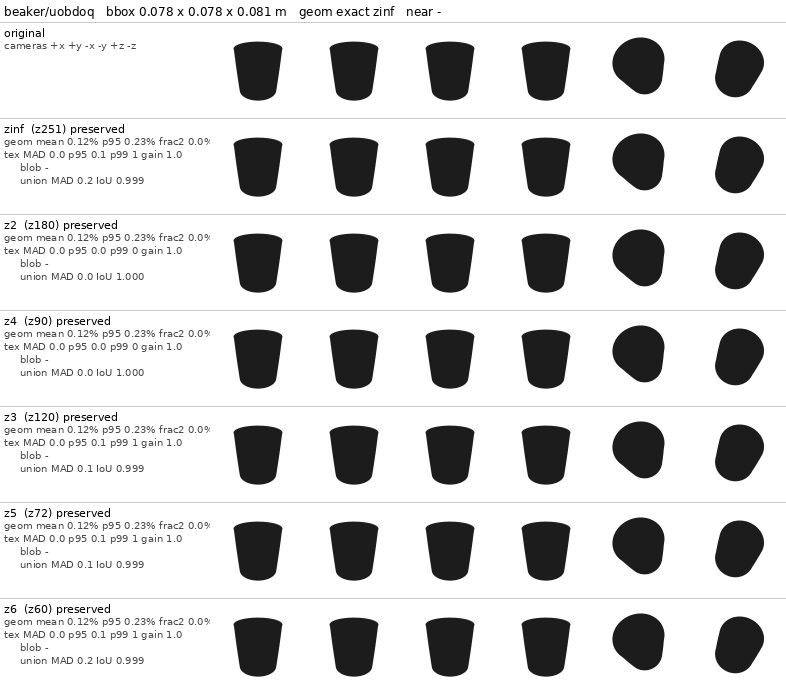 beaker/uobdoq bbox 0.078 x 0.078 x 0.081 m geom exact zinf near -
original
cameras +x +y -x -y +z -z
zinf (z251) preserved
geom mean 0.12% p95 0.23% frac2 0.0%
tex MAD 0.0 p95 0.1 p99 1 gain 1.0
blob -
union MAD 0.2 IoU 0.999
z2 (z180) preserved
geom mean 0.12% p95 0.23% frac2 0.0%
tex MAD 0.0 p95 0.0 p99 0 gain 1.0
blob -
union MAD 0.0 IoU 1.000
z4 (z90) preserved
geom mean 0.12% p95 0.23% frac2 0.0%
tex MAD 0.0 p95 0.0 p99 0 gain 1.0
blob -
union MAD 0.0 IoU 1.000
z3 (z120) preserved
geom mean 0.12% p95 0.23% frac2 0.0%
tex MAD 0.0 p95 0.1 p99 1 gain 1.0
blob -
union MAD 0.1 IoU 0.999
z5 (z72) preserved
geom mean 0.12% p95 0.23% frac2 0.0%
tex MAD 0.0 p95 0.1 p99 1 gain 1.0
blob -
union MAD 0.1 IoU 0.999
z6 (z60) preserved
geom mean 0.12% p95 0.23% frac2 0.0%
tex MAD 0.0 p95 0.1 p99 1 gain 1.0
blob -
union MAD 0.2 IoU 0.999